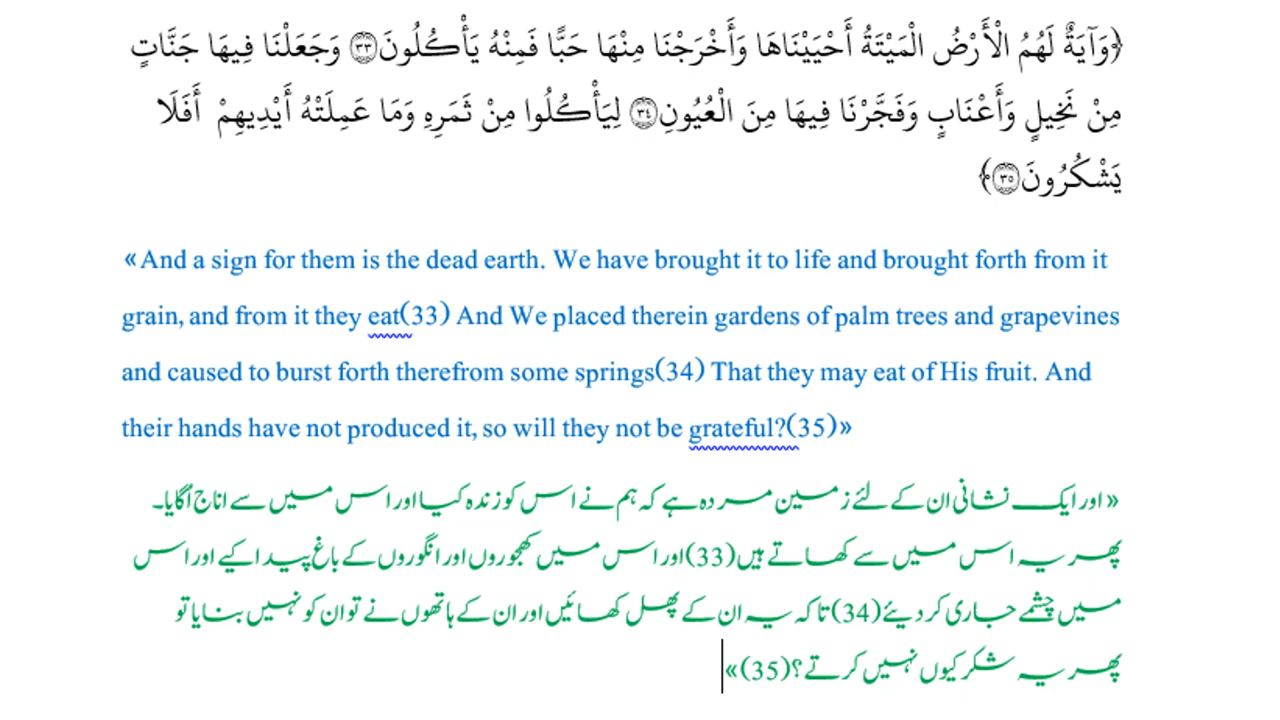 ﴿وَآيَةٌ لَهُمُ الْأَرْضُ الْمَيْتَةُ أَحْيَيْنَاهَا وَأَخْرَجْنَا مِنْهَا حَبًّا فَمِنْهُ يَأْكُلُونَ۝٣٣ وَجَعَلْنَا فِيهَا جَنَّاتٍ
مِنْ نَخِيلٍ وَأَعْنَابٍ وَفَجَّرْنَا فِيهَا مِنَ الْعُيُونِ۝٣٤ لِيَأْكُلُوا مِنْ ثَمَرِهِ وَمَا عَمِلَتْهُ أَيْدِيهِمْ أَفَلَا
يَشْكُرُونَ۝٣٥﴾
«And a sign for them is the dead earth. We have brought it to life and brought forth from it
grain, and from it they eat(33) And We placed therein gardens of palm trees and grapevines
and caused to burst forth therefrom some springs(34) That they may eat of His fruit. And
their hands have not produced it, so will they not be grateful?(35)»
«اور ایک نشانی ان کے لئے زمین مردہ ہے کہ ہم نے اس کو زندہ کیا اور اس میں سے اناج اُگایا۔
پھر یہ اس میں سے کھاتے ہیں(33)اور اس میں کھجوروں اور انگوروں کے باغ پیدا کیے اور اس
میں چشمے جاری کر دیئے(34)تا کہ یہ ان کے پھل کھائیں اور ان کے ہاتھوں نے تو ان کو نہیں بنایا تو
پھر یہ شکر کیوں نہیں کرتے؟(35)»